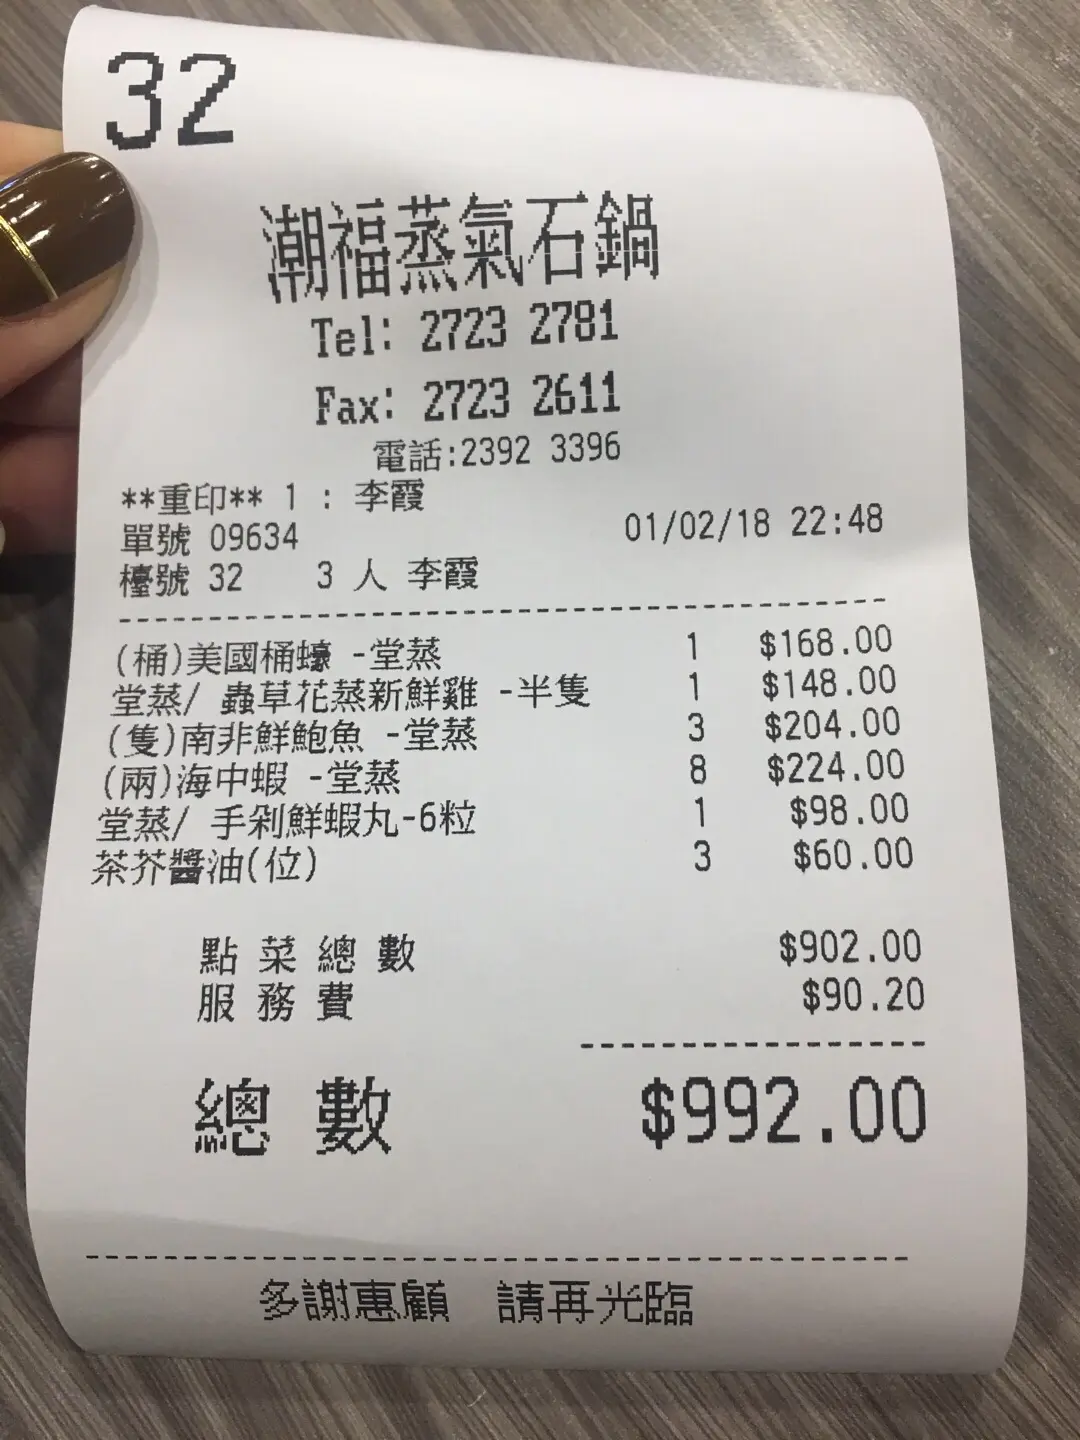 32
潮福蒸氣石鍋
Tel: 2723 2781
Fax: 2723 2611
電話:2392 3396
**重印** 1 : 李霞
單號 09634 01/02/18 22:48
檯號 32 3 人 李霞
(桶)美國桶蠔 -堂蒸 1 $168.00
堂蒸/ 蟲草花蒸新鮮雞 -半隻 1 $148.00
(隻)南非鮮鮑魚 -堂蒸 3 $204.00
(兩)海中蝦 -堂蒸 8 $224.00
堂蒸/ 手剁鮮蝦丸-6粒 1 $98.00
茶芥醬油(位) 3 $60.00
點菜總數 $902.00
服務費 $90.20
總數 $992.00
多謝惠顧 請再光臨